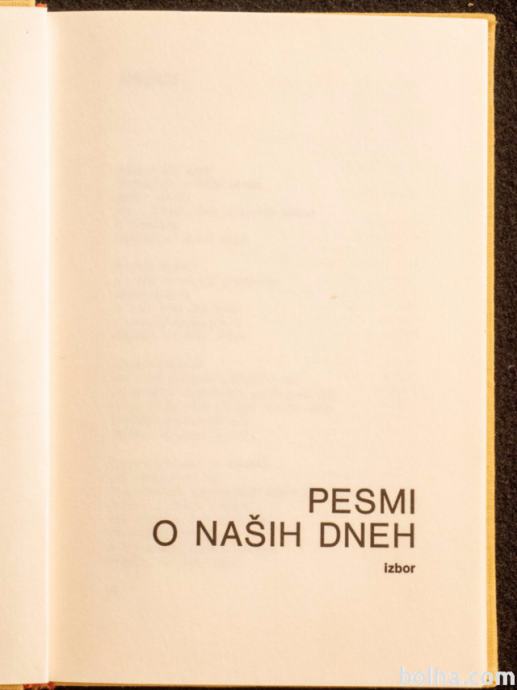 PESMI
O NAŠIH DNEH
izbor
bolha.com